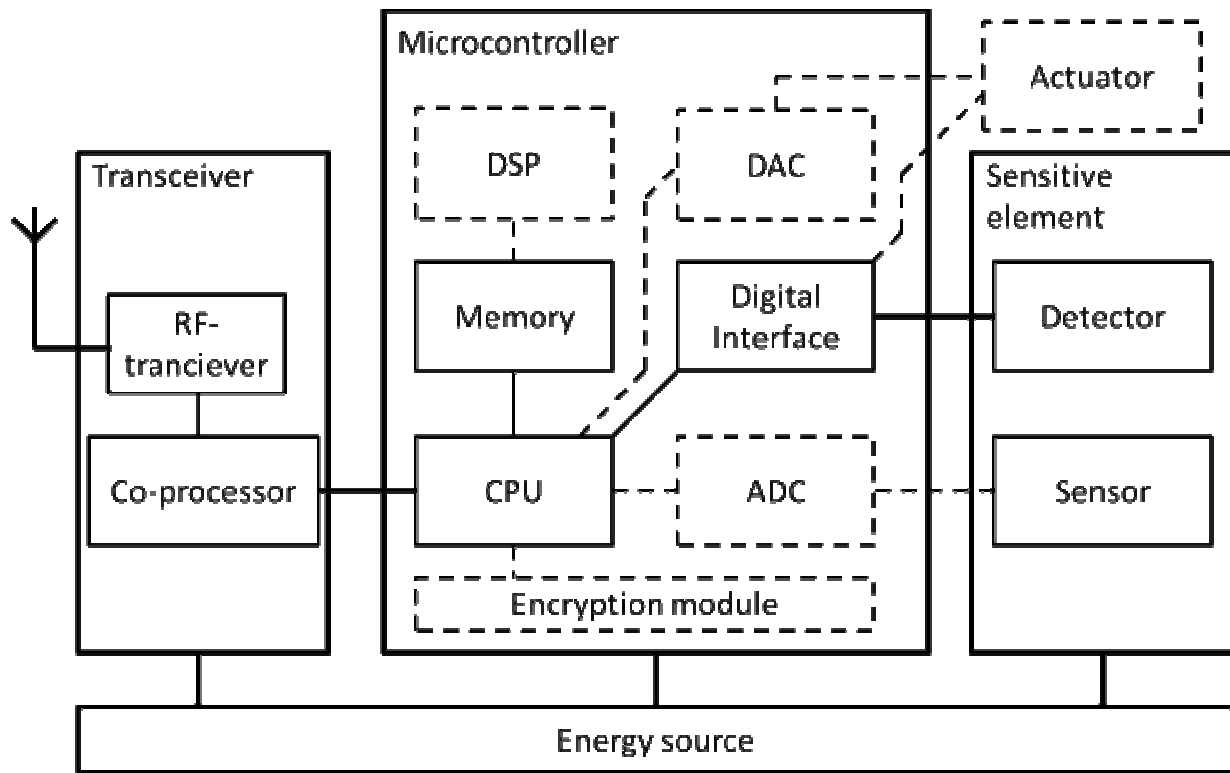 Microcontroller
Actuator
DSP
DAC
Transceiver
Sensitive
element
RF-
tranciever
Memory
Digital
Interface
Detector
Co-processor
CPU
ADC
Sensor
Encryption module
Energy source